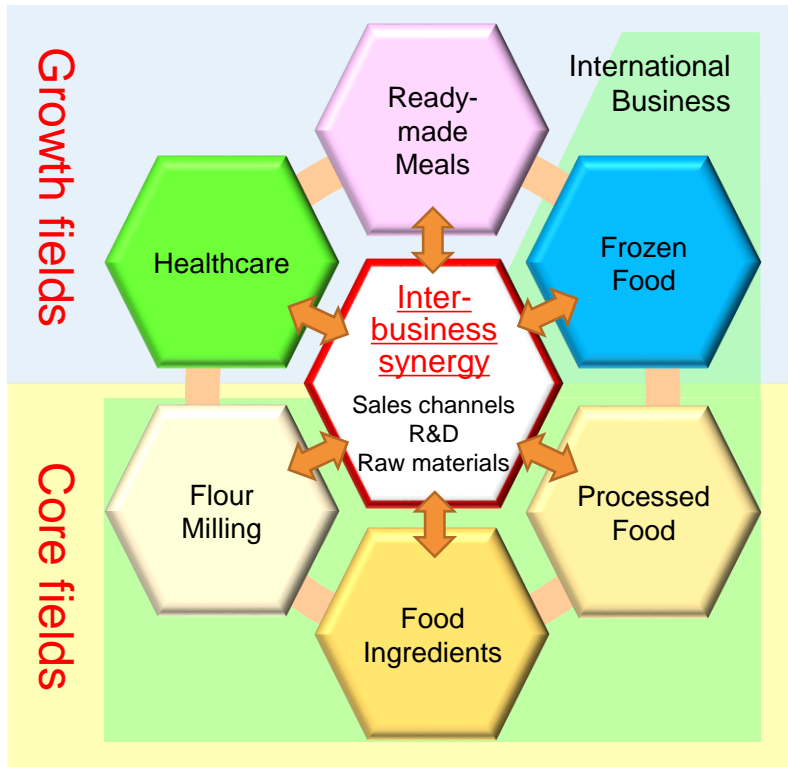 Growth fields
Ready-
made
Meals
International
Business
Healthcare
Frozen
Food
Inter-
business
synergy
Sales channels
R&D
Raw materials
Core fields
Flour
Milling
Processed
Food
Food
Ingredients